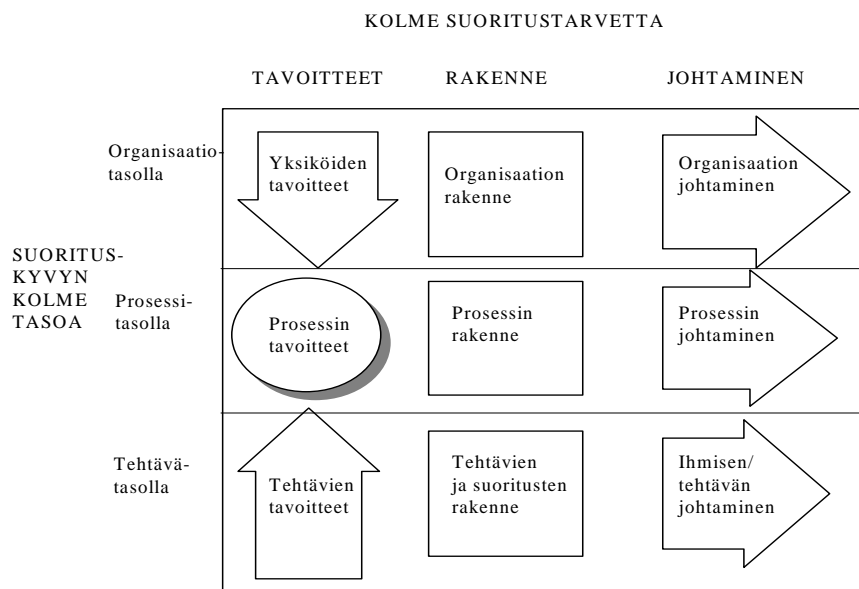 KOLME SUORITUSTARVETTA
TAVOITTEET
RAKENNE
JOHTAMINEN
SUORITUS-
KYVYN
KOLME
TASOA
Organisaatio-
tasolla
Yksiköiden
tavoitteet
Organisaation
rakenne
Organisaation
johtaminen
Prosessi-
tasolla
Prosessin
tavoitteet
Prosessin
rakenne
Prosessin
johtaminen
Tehtävä-
tasolla
Tehtävien
tavoitteet
Tehtävien
ja suoritusten
rakenne
Ihmisen/
tehtävän
johtaminen